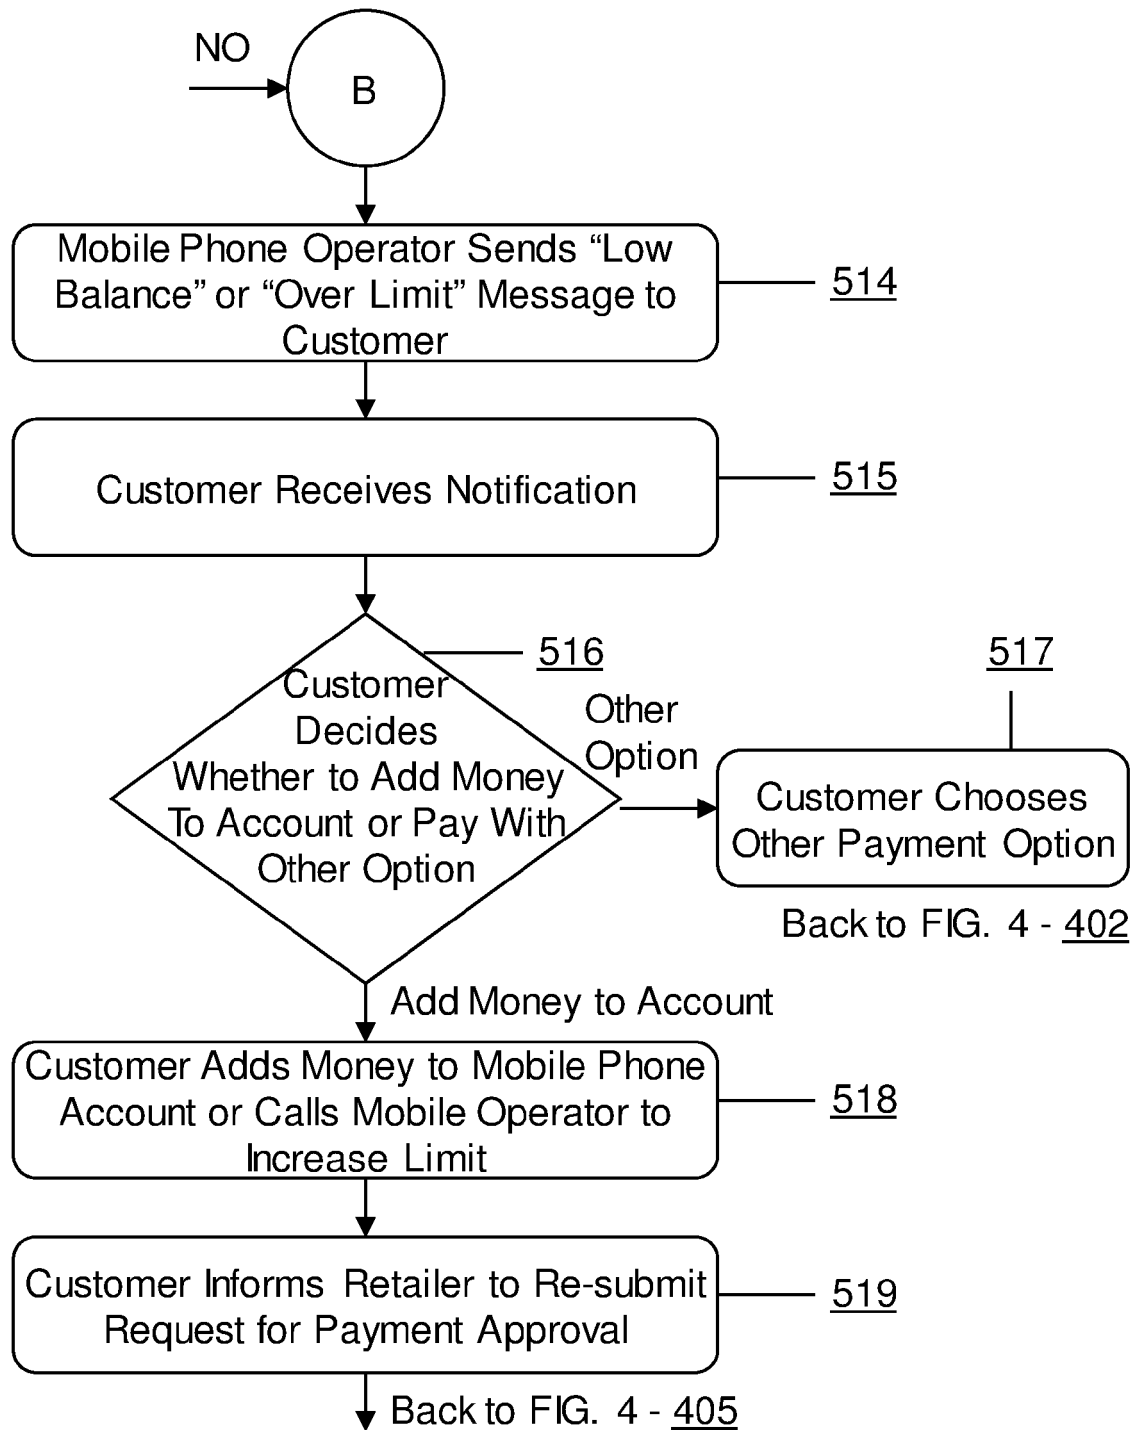 NO
B
Mobile Phone Operator Sends “Low
Balance” or “Over Limit” Message to
Customer
514
Customer Receives Notification
515
516
Customer
Decides
Whether to Add Money
To Account or Pay With
Other Option
Other
Option
517
Customer Chooses
Other Payment Option
Back to FIG. 4 - 402
Add Money to Account
Customer Adds Money to Mobile Phone
Account or Calls Mobile Operator to
Increase Limit
518
Customer Informs Retailer to Re-submit
Request for Payment Approval
519
Back to FIG. 4 - 405